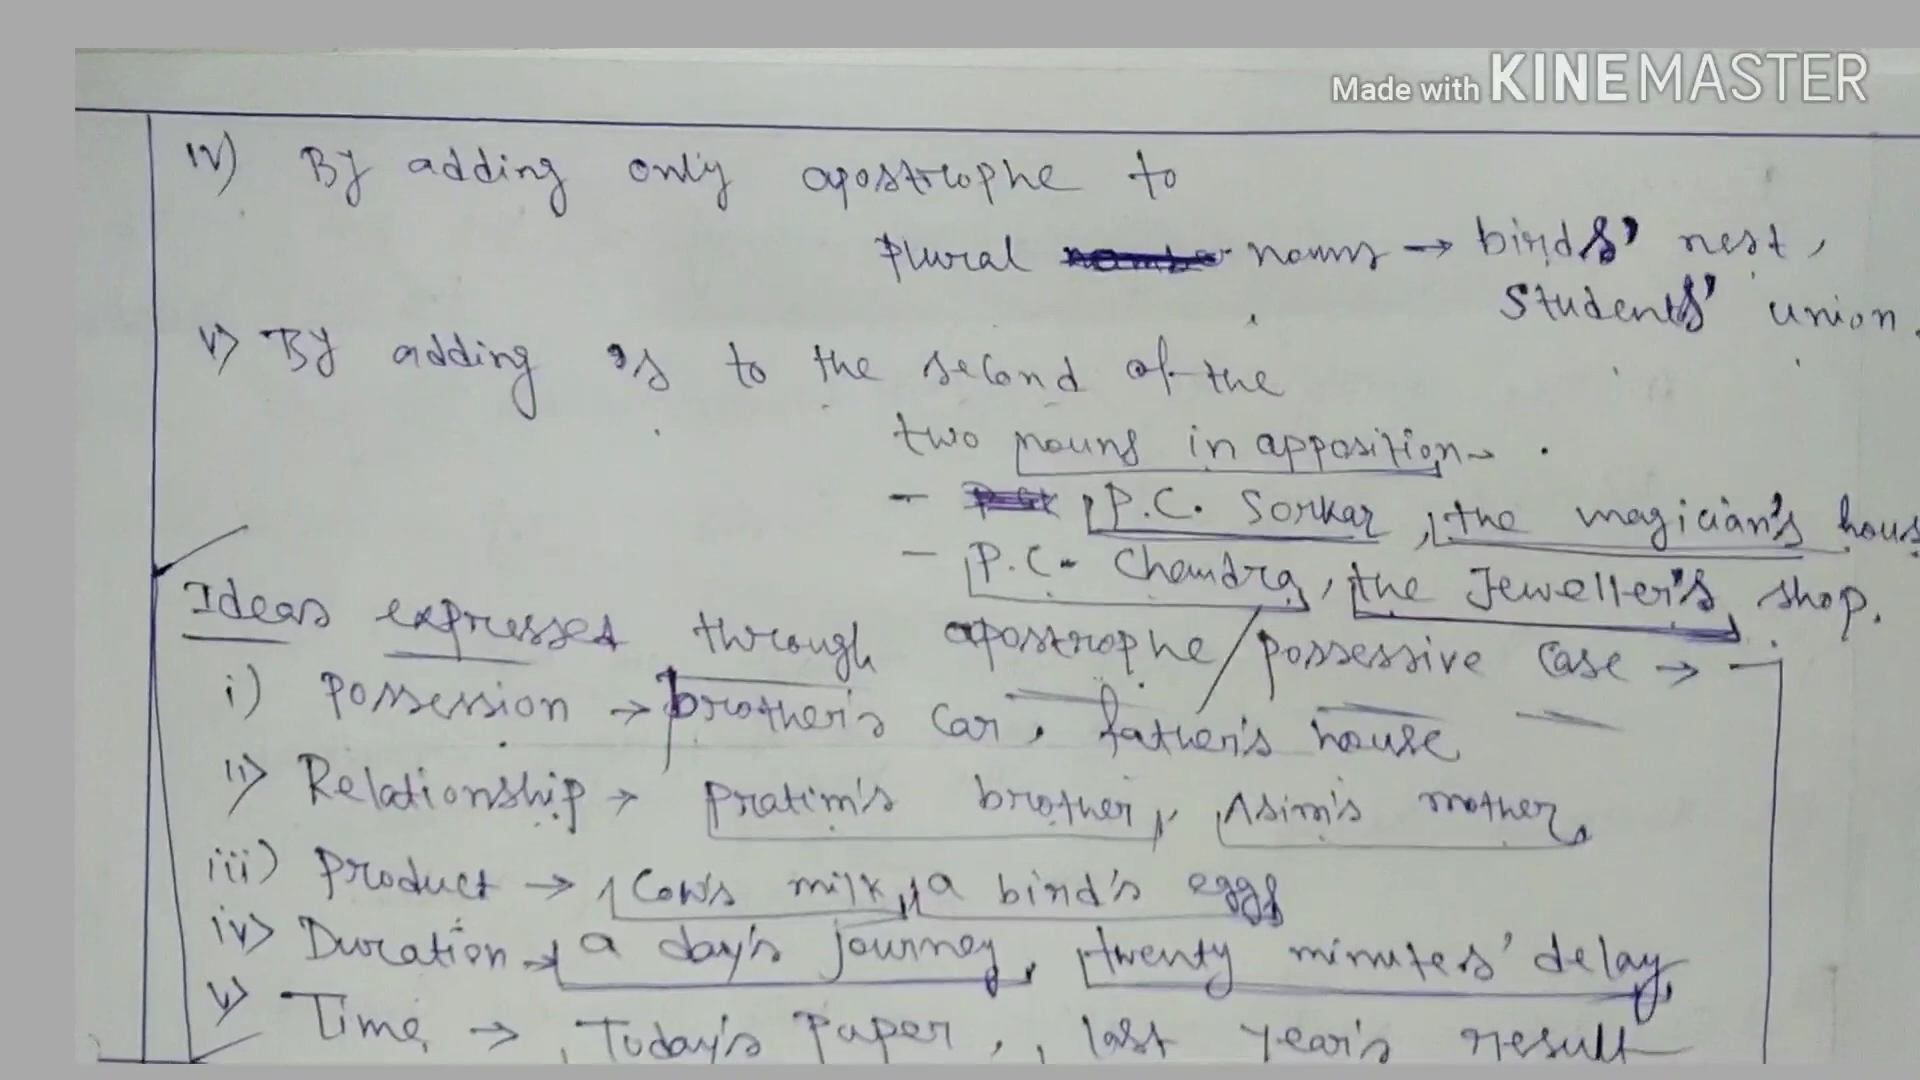 Made with KINEMASTER
iv) By adding only apostrophe to
plural nouns → birds' nest,
Students' union.
v) By adding 's to the second of the
two nouns in apposition →
- P.C. Sorkar, the magician's hous
- P.C. Chandra, the Jeweller's shop.
Ideas expressed through apostrophe/possessive case →
i) Possession → brother's car, father's house
ii) Relationship → Pratim's brother, Asim's mother,
iii) Product → Cow's milk, a bird's eggs
iv) Duration → a day's journey, twenty minutes' delay,
v) Time → Today's Paper, last year's result